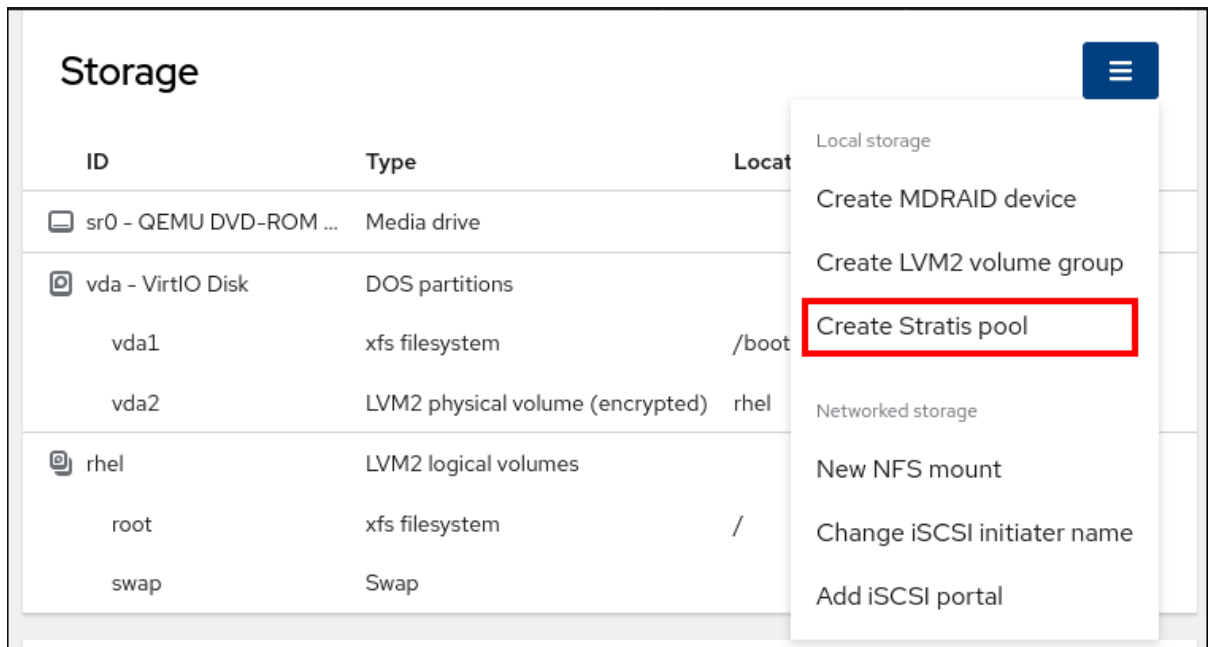 Storage
ID Type Locat
sr0 - QEMU DVD-ROM ... Media drive
vda - VirtIO Disk DOS partitions
vda1 xfs filesystem /boot
vda2 LVM2 physical volume (encrypted) rhel
rhel LVM2 logical volumes
root xfs filesystem /
swap Swap
Local storage
Create MDRAID device
Create LVM2 volume group
Create Stratis pool
Networked storage
New NFS mount
Change iSCSI initiater name
Add iSCSI portal